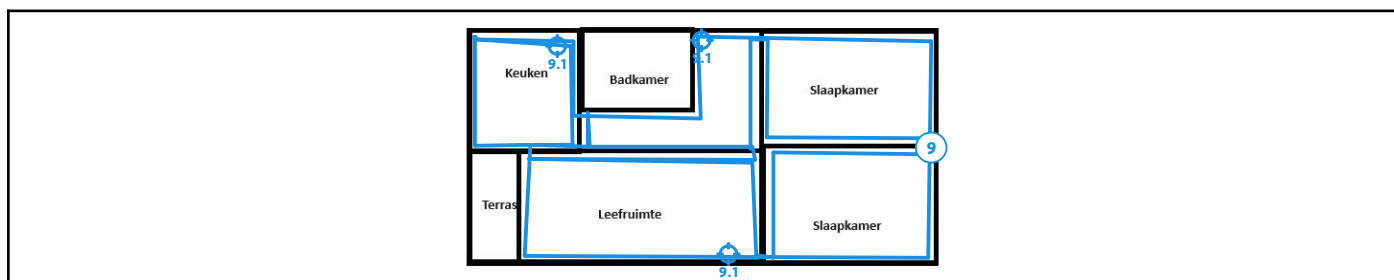 Keuken
9.1
Badkamer
9.1
Slaapkamer
9
Terras
Leefruimte
Slaapkamer
9.1